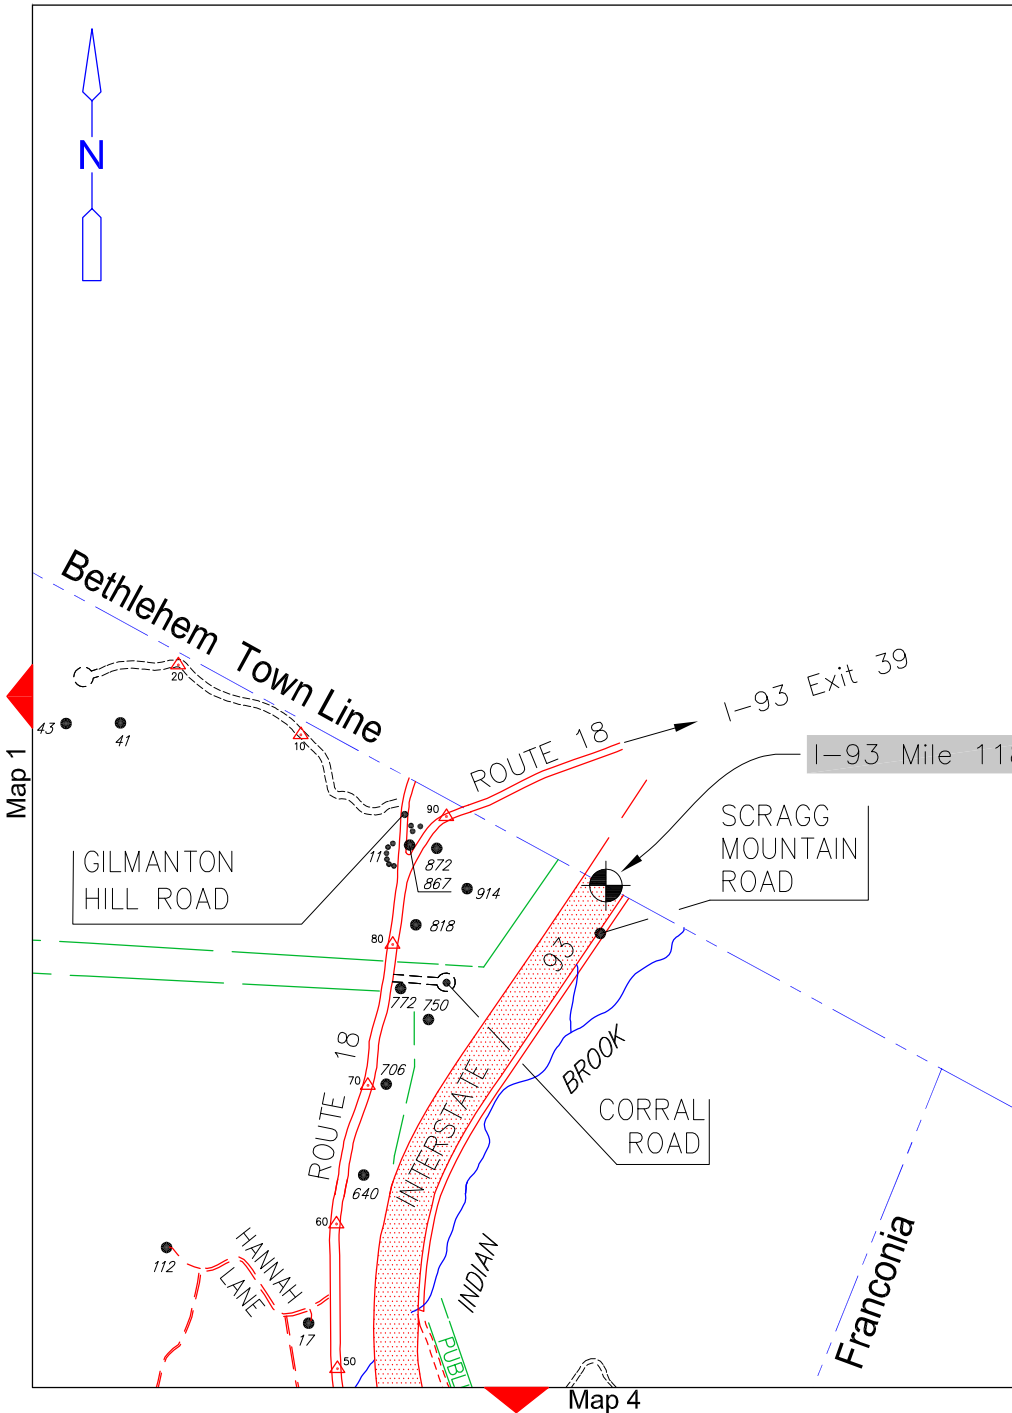 N
Bethlehem Town Line
20
43
41
10
Map 1
I-93 Exit 39
ROUTE 18
I-93 Mile
90
SCRAGG
MOUNTAIN
ROAD
GILMANTON
HILL ROAD
11
872
867
914
818
80
93
772
750
BROOK
ROUTE 18
70
706
INTERSTATE
CORRAL
ROAD
640
60
HANNAH
LANE
112
17
INDIAN
Franconia
50
Map 4